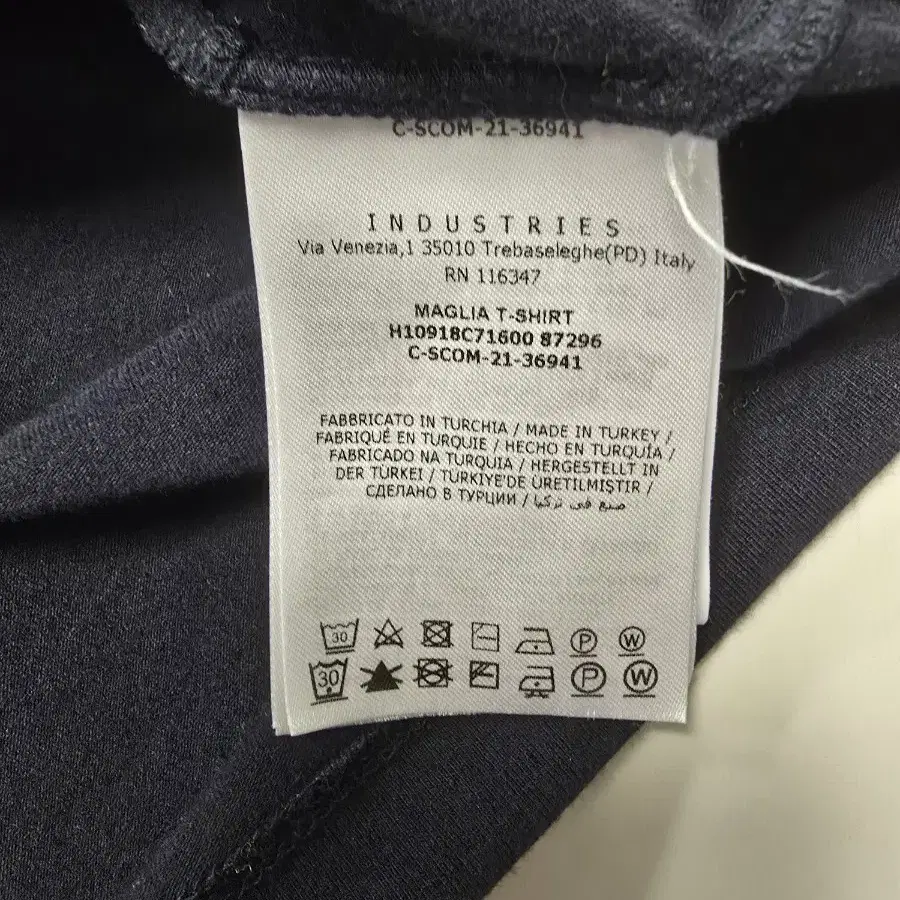 C-SCOM-21-36941
INDUSTRIES
Via Venezia,1 35010 Trebaseleghe(PD) Italy
RN 116347
MAGLIA T-SHIRT
H10918C71600 87296
C-SCOM-21-36941
FABBRICATO IN TURCHIA / MADE IN TURKEY /
FABRIQUÉ EN TURQUIE / HECHO EN TURQUÍA /
FABRICADO NA TURQUIA / HERGESTELLT IN
DER TÜRKEI / TÜRKIYE'DE ÜRETILMIŞTIR /
СДЕЛАНО В ТУРЦИИ / صنع في تركيا
30 P W
30 P W